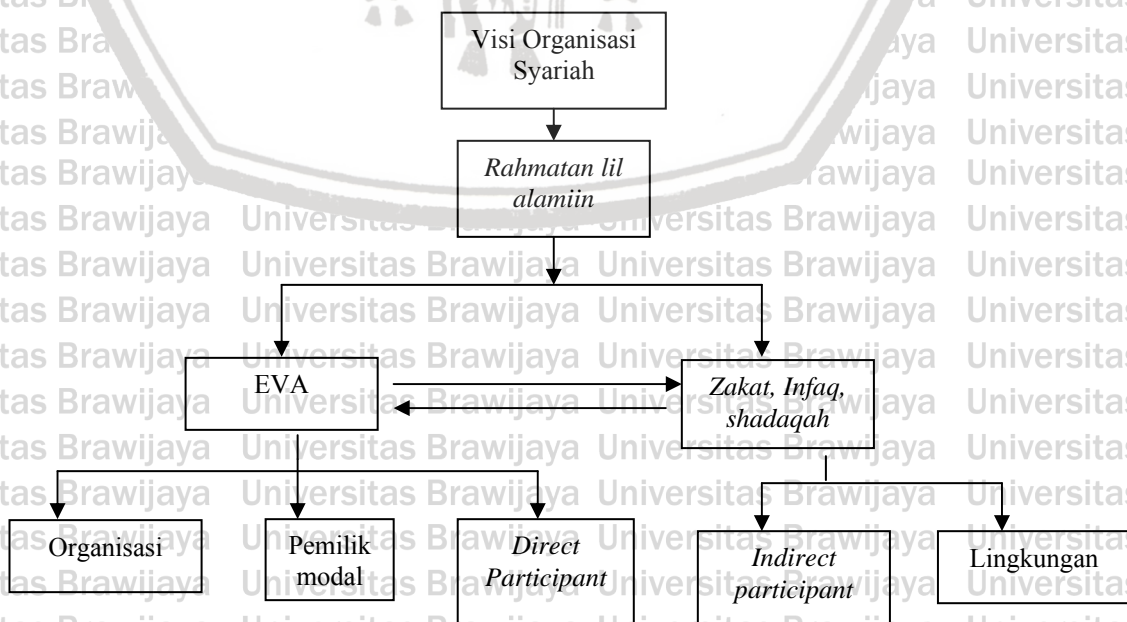 Visi Organisasi
Syariah
Rahmatan lil
alamiin
EVA
Zakat, Infaq,
shadaqah
Organisasi
Pemilik
modal
Direct
Participant
Indirect
participant
Lingkungan